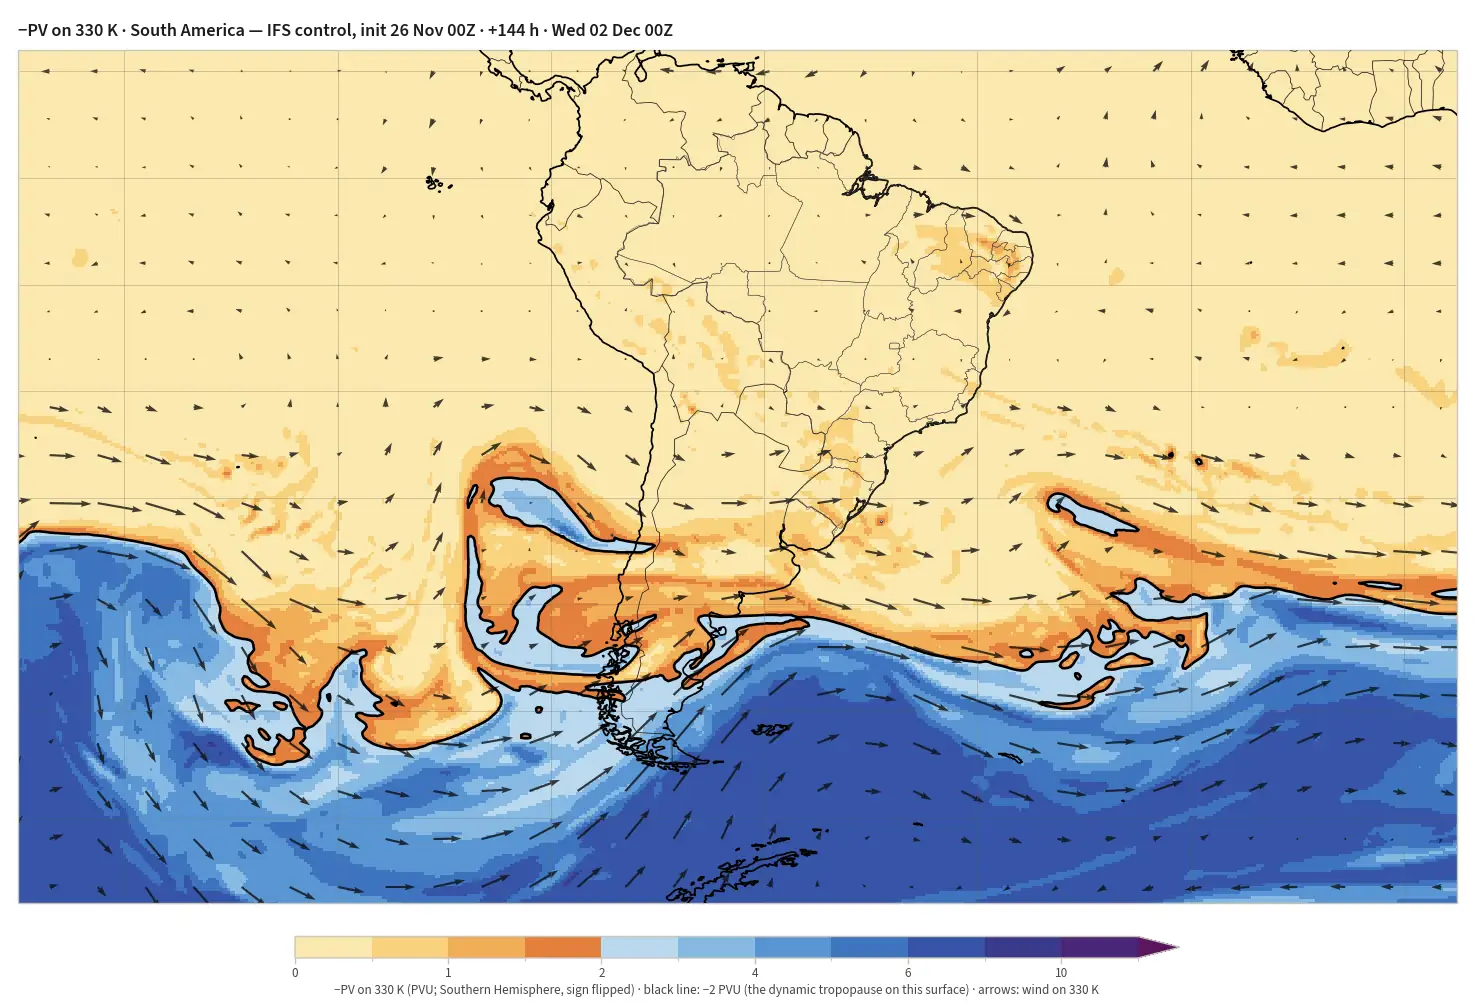 −PV on 330 K · South America — IFS control, init 26 Nov 00Z · +144 h · Wed 02 Dec 00Z
0 1 2 4 6 10
−PV on 330 K (PVU; Southern Hemisphere, sign flipped) · black line: −2 PVU (the dynamic tropopause on this surface) · arrows: wind on 330 K